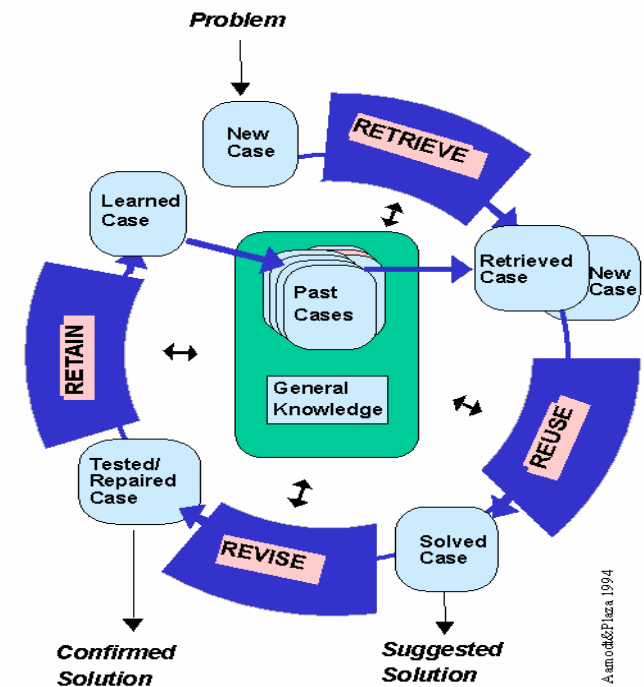 Problem
New
Case
RETRIEVE
Learned
Case
Retrieved
Case
New
Case
Past
Cases
RETAIN
General
Knowledge
REUSE
Tested/
Repaired
Case
REVISE
Solved
Case
Confirmed
Solution
Suggested
Solution
Aamodt&Plaza 1994